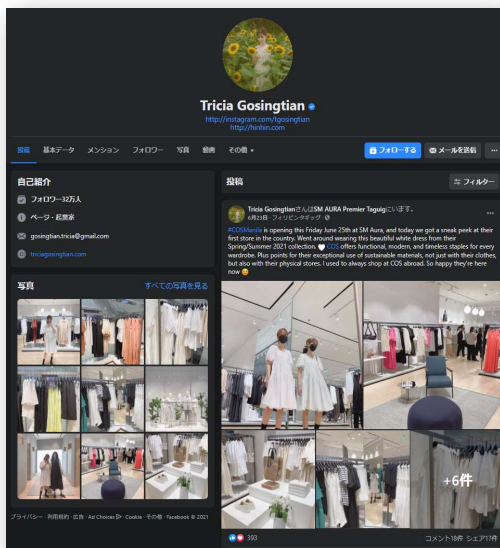 Tricia Gosingtian
http://instagram.com/tgosingtian
http://hinhin.com
投稿 基本データ メンション フォロワー 写真 動画 その他
フォローする メールを送信
自己紹介
フォロワー32万人
ページ · 起業家
gosingtian.tricia@gmail.com
triciagosingtian.com
写真 すべての写真を見る
プライバシー · 利用規約 · 広告 · Ad Choices · Cookie · その他 · Facebook © 2021
投稿 フィルター
Tricia GosingtianさんはSM AURA Premier Taguigにいます。
6月23日 · フィリピンタギッグ
#COSManila is opening this Friday June 25th at SM Aura, and today we got a sneak peek at their
first store in the country. Went around wearing this beautiful white dress from their
Spring/Summer 2021 collection. COS offers functional, modern, and timeless staples for every
wardrobe. Plus points for their exceptional use of sustainable materials, not just with their clothes,
but also with their physical stores. I used to always shop at COS abroad. So happy they're here
now
+6件
393 コメント18件 シェア17件